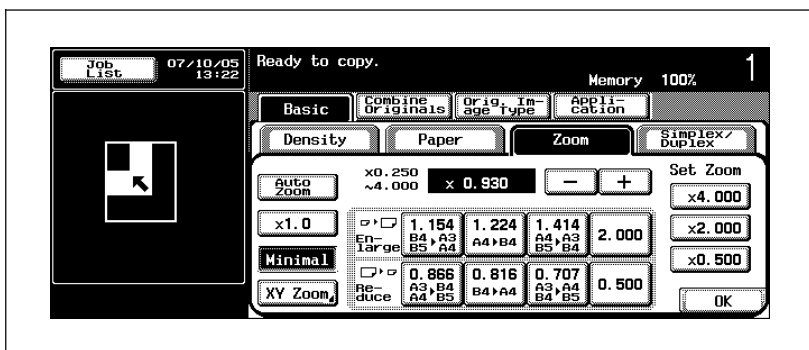 Job List
07/10/05
13:22
Ready to copy.
Memory 100%
1
Basic
Combine Originals
Orig. Im-age Type
Appli-cation
Density
Paper
Zoom
Simplex/Duplex
Auto Zoom
x0.250
~4.000
x 0.930
−
+
Set Zoom
x4.000
x1.0
En-large
1.154
B4▸A3
B5▸A4
1.224
A4▸B4
1.414
A4▸A3
B5▸B4
2.000
x2.000
Minimal
x0.500
XY Zoom
Re-duce
0.866
A3▸B4
A4▸B5
0.816
B4▸A4
0.707
A3▸A4
B4▸B5
0.500
OK